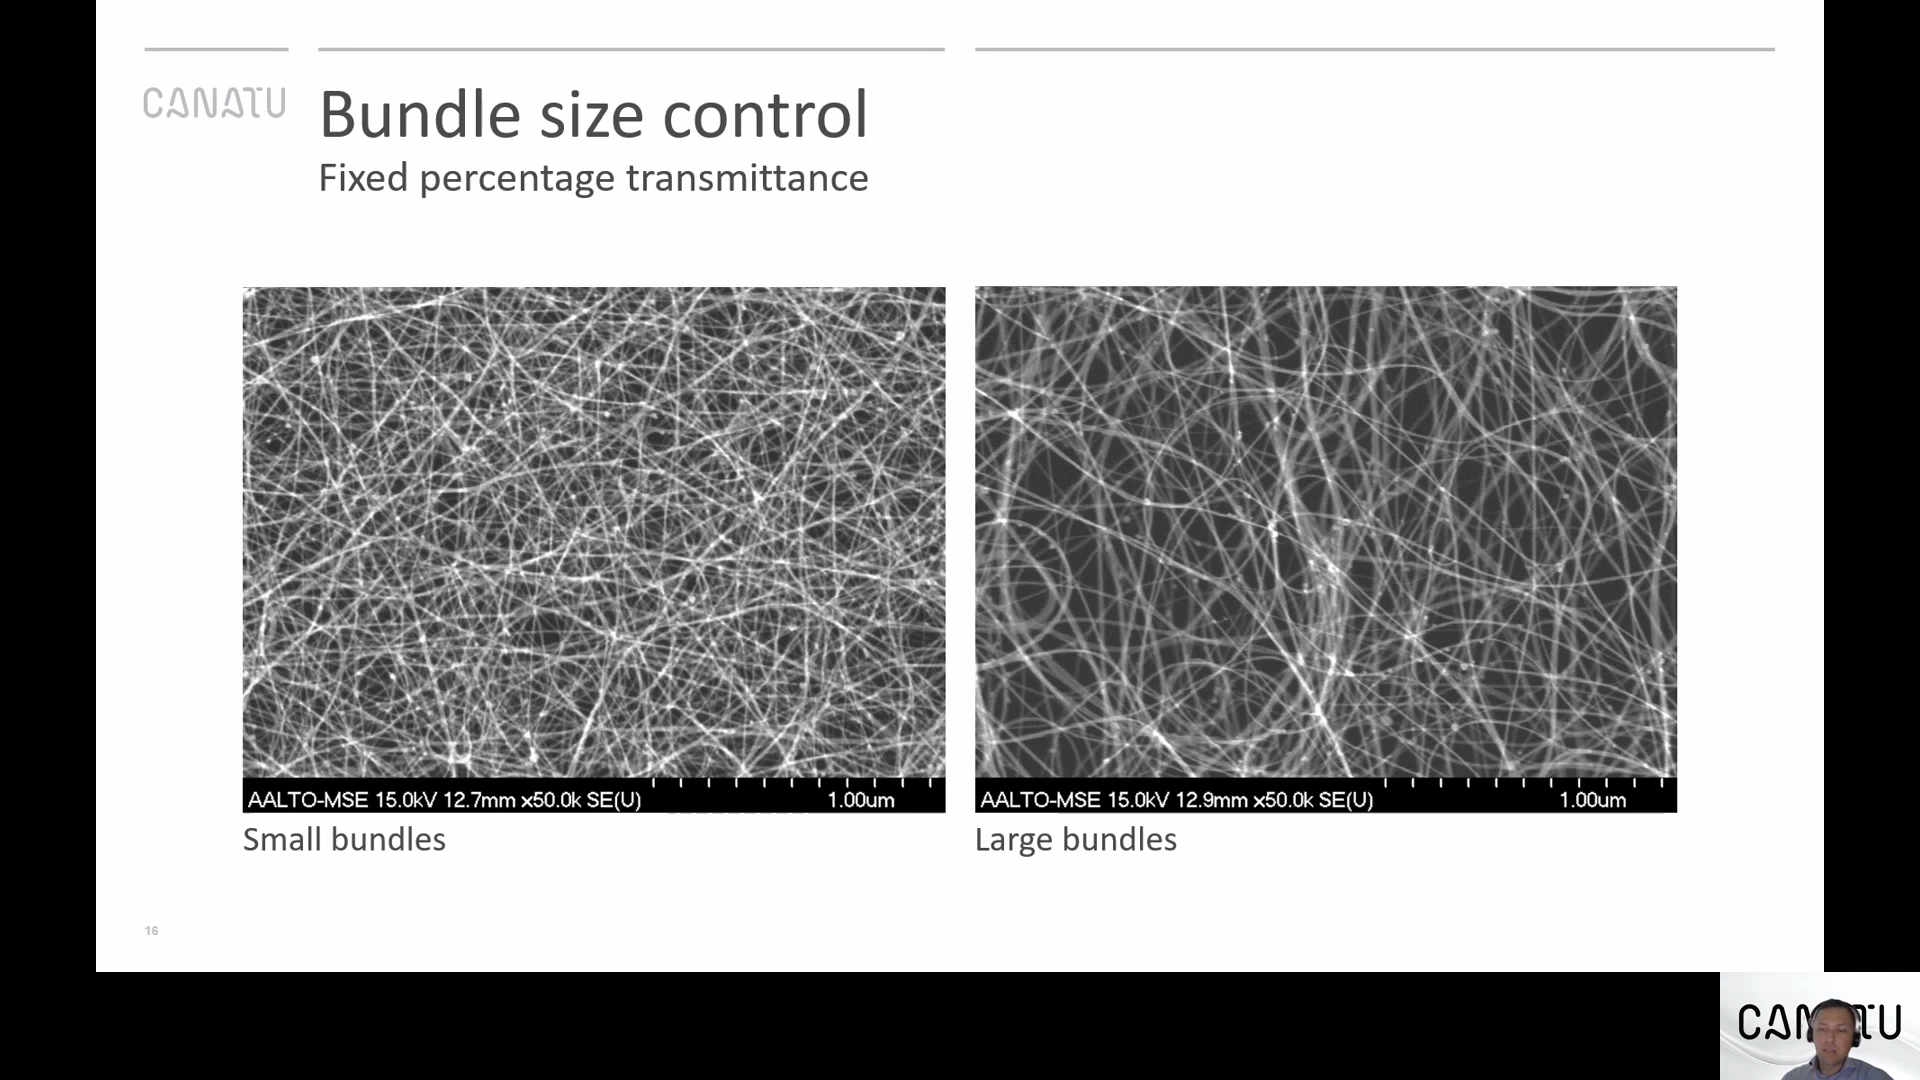 CANATU
Bundle size control
Fixed percentage transmittance
AALTO-MSE 15.0kV 12.7mm x50.0k SE(U)
1.00um
AALTO-MSE 15.0kV 12.9mm x50.0k SE(U)
1.00um
Small bundles
Large bundles
16
CANATU